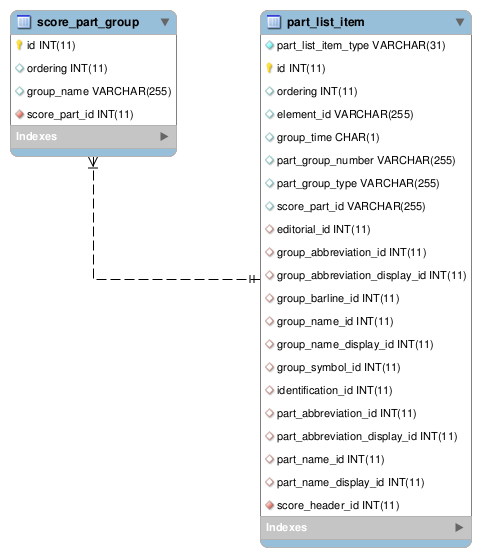 score_part_group
id INT(11)
ordering INT(11)
group_name VARCHAR(255)
score_part_id INT(11)
Indexes
part_list_item
part_list_item_type VARCHAR(31)
id INT(11)
ordering INT(11)
element_id VARCHAR(255)
group_time CHAR(1)
part_group_number VARCHAR(255)
part_group_type VARCHAR(255)
score_part_id VARCHAR(255)
editorial_id INT(11)
group_abbreviation_id INT(11)
group_abbreviation_display_id INT(11)
group_barline_id INT(11)
group_name_id INT(11)
group_name_display_id INT(11)
group_symbol_id INT(11)
identification_id INT(11)
part_abbreviation_id INT(11)
part_abbreviation_display_id INT(11)
part_name_id INT(11)
part_name_display_id INT(11)
score_header_id INT(11)
Indexes